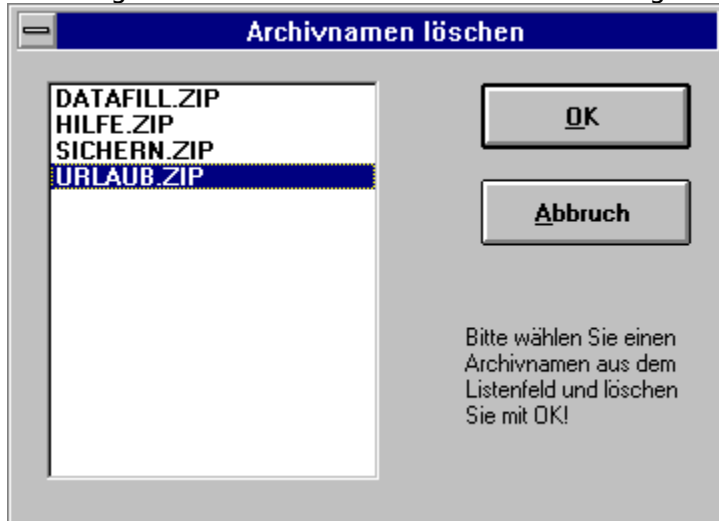 Archivnamen löschen
DATAFILL.ZIP
HILFE.ZIP
SICHERN.ZIP
URLAUB.ZIP
OK
Abbruch
Bitte wählen Sie einen
Archivnamen aus dem
Listenfeld und löschen
Sie mit OK!